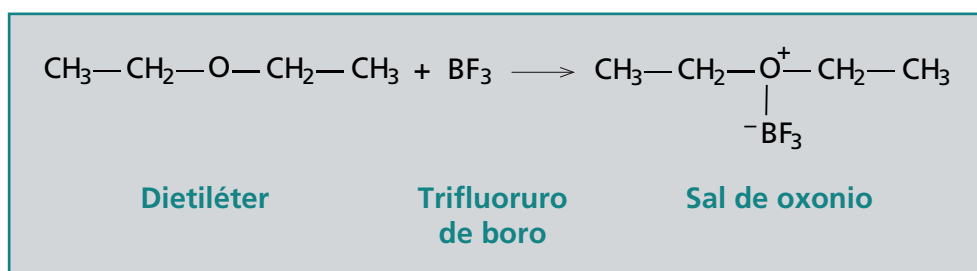 CH₃—CH₂—O—CH₂—CH₃ + BF₃ ⟶ CH₃—CH₂—O⁺—CH₂—CH₃
|
⁻BF₃
Dietiléter Trifluoruro de boro Sal de oxonio